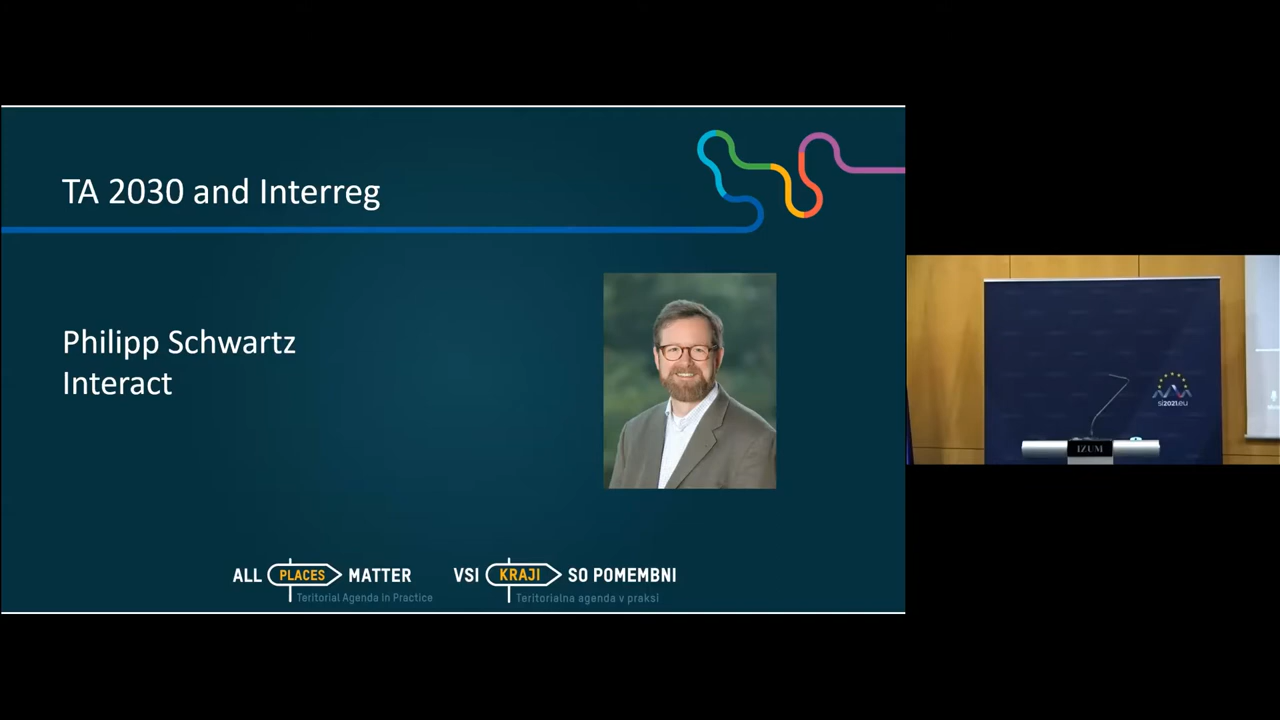 TA 2030 and Interreg
Philipp Schwartz
Interact
ALL PLACES MATTER
Teritorial Agenda in Practice
VSI KRAJI SO POMEMBNI
Teritorialna agenda v praksi
si2021.eu
IZUM